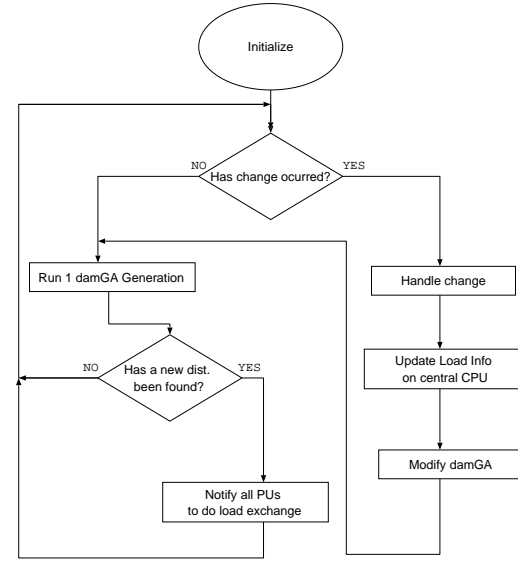 Initialize
NO
YES
Has change ocurred?
Run 1 damGA Generation
Handle change
NO
Has a new dist.
been found?
YES
Update Load Info
on central CPU
Modify damGA
Notify all PUs
to do load exchange